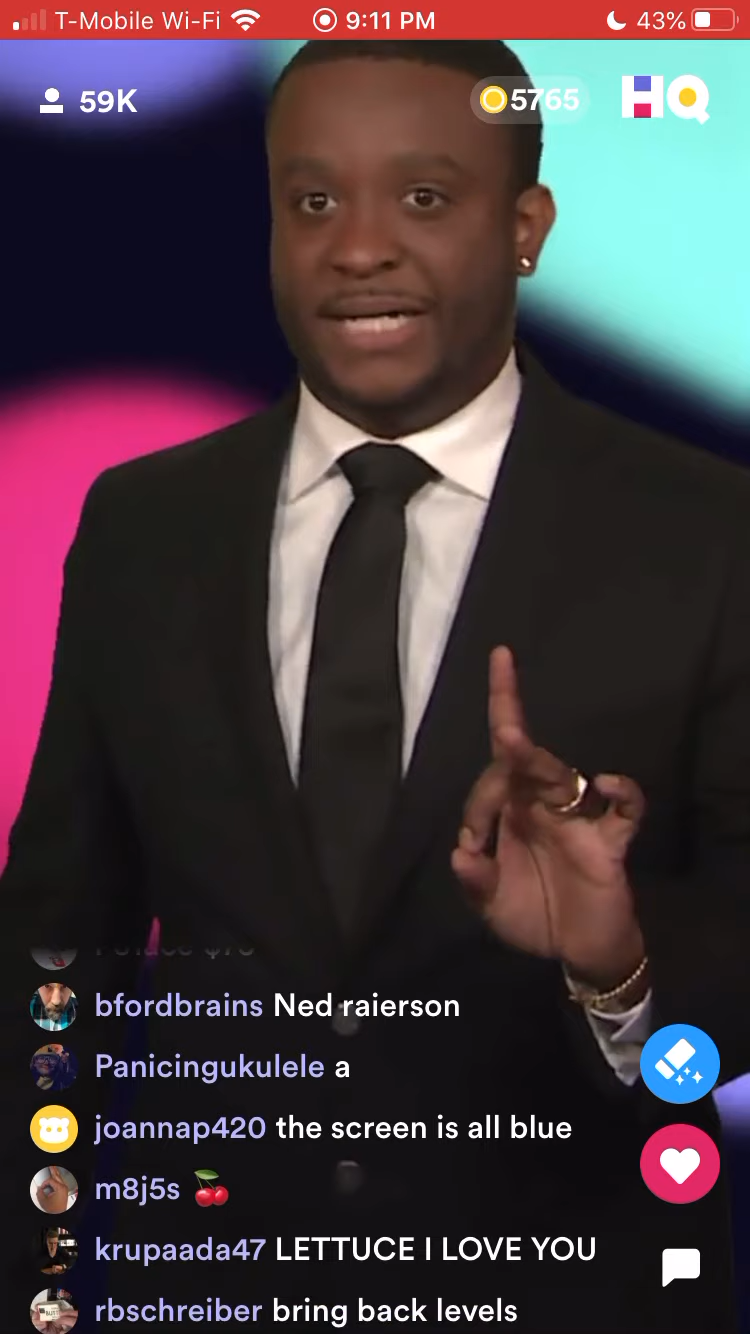 T-Mobile Wi-Fi 9:11 PM 43%
59K 5765 HQ
bfordbrains Ned raierson
Panicingukulele a
joannap420 the screen is all blue
m8j5s 🍒
krupaada47 LETTUCE I LOVE YOU
rbschreiber bring back levels